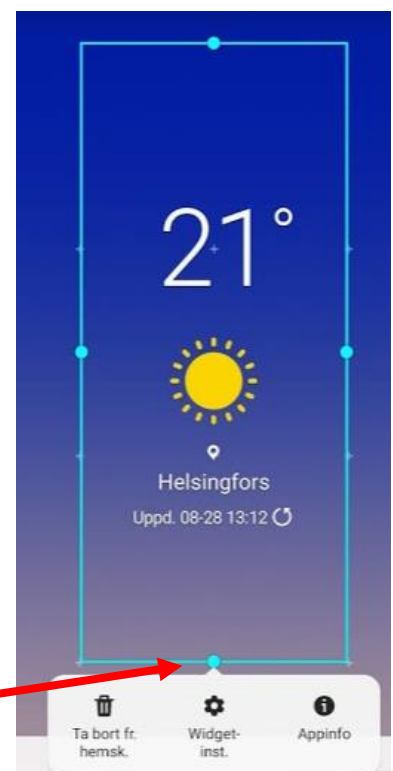 21°
Helsingfors
Uppd. 08-28 13:12
Ta bort fr.
hemsk.
Widget-
inst.
Appinfo